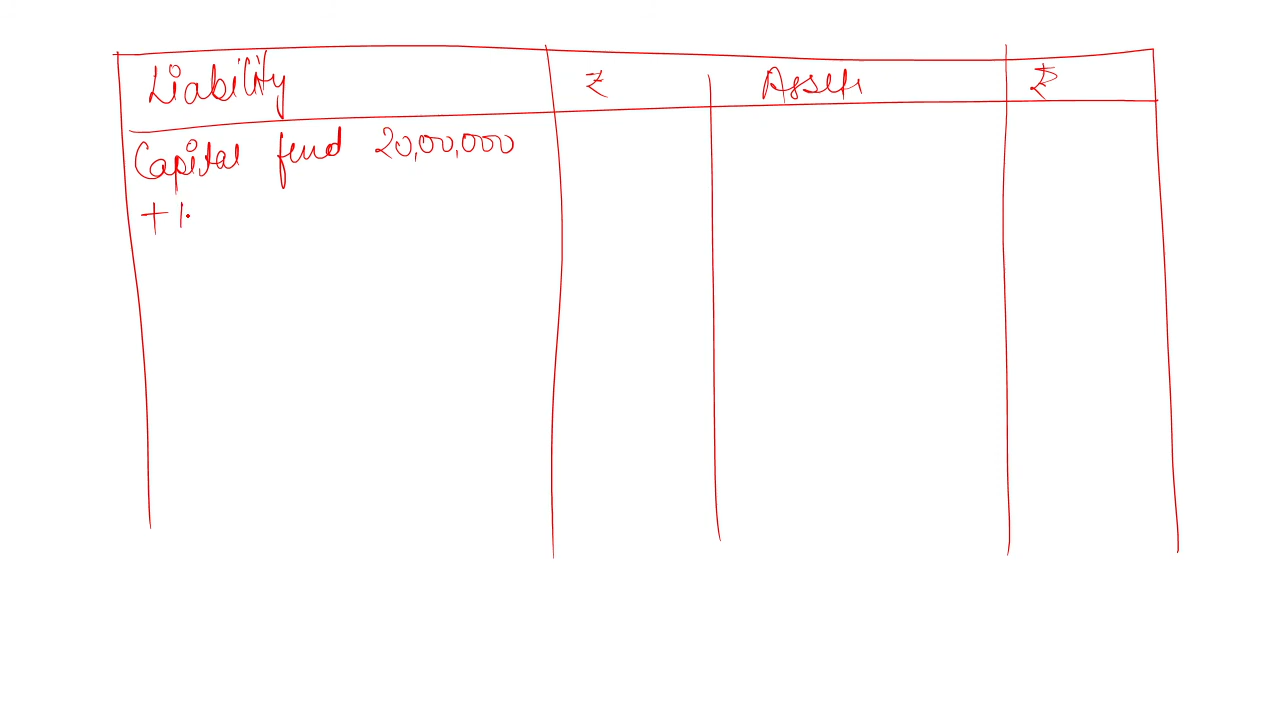 Liability ₹ Assets ₹
Capital fund 20,00,000
+